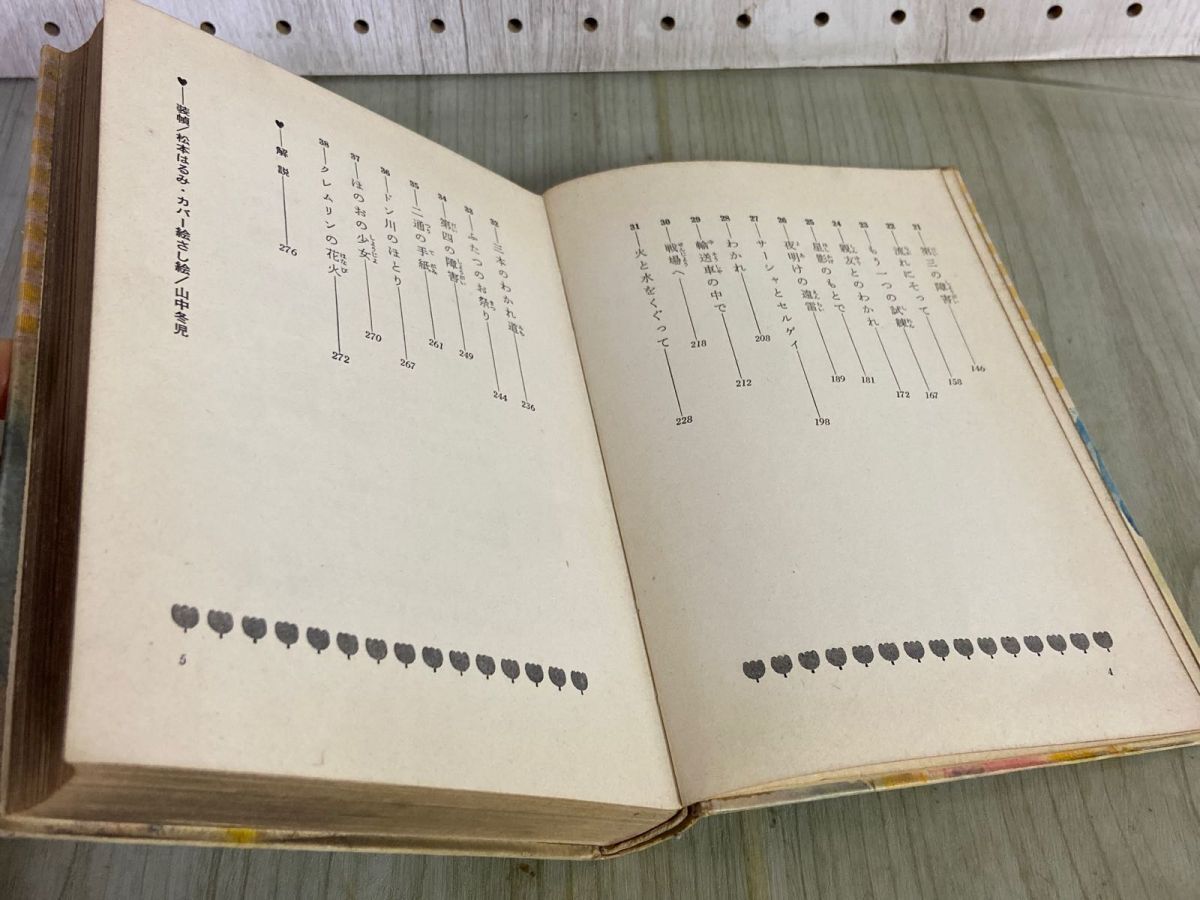 21 第三の障害 146
22 流れにそって 158
もう一つの試練 167
23 親友とのわかれ 172
24 星影のもとで 181
25 夜明けの遠雷 189
26 サーシャとセルゲイ 198
27 わかれ 208
28 輸送車の中で 212
29 戦場へ 218
30
31 火と水をくぐって 228
4
32 三本のわかれ道 236
33 ふたつのお祭り 244
34 第四の障害 249
35 二通の手紙 261
36 ドン川のほとり 267
37 ほのおの少女 270
38 クレムリンの花火 272
♥—解説 276
♥—装幀/松本はるみ・カバー絵さし絵/山中冬児
5